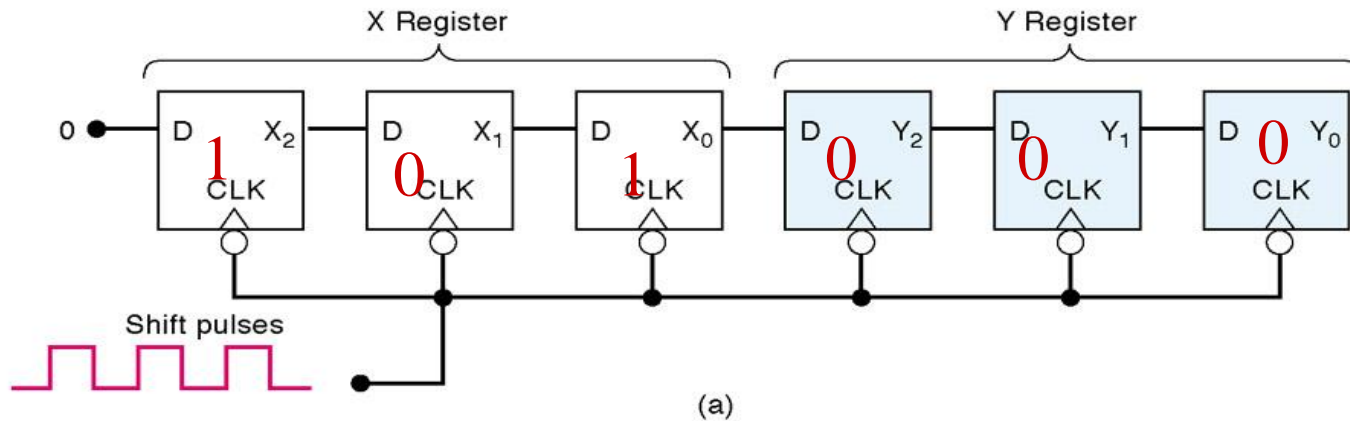 X Register Y Register
0 D X₂ D X₁ D X₀ D Y₂ D Y₁ D Y₀
1 0 1 0 0 0
CLK CLK CLK CLK CLK CLK
Shift pulses
(a)